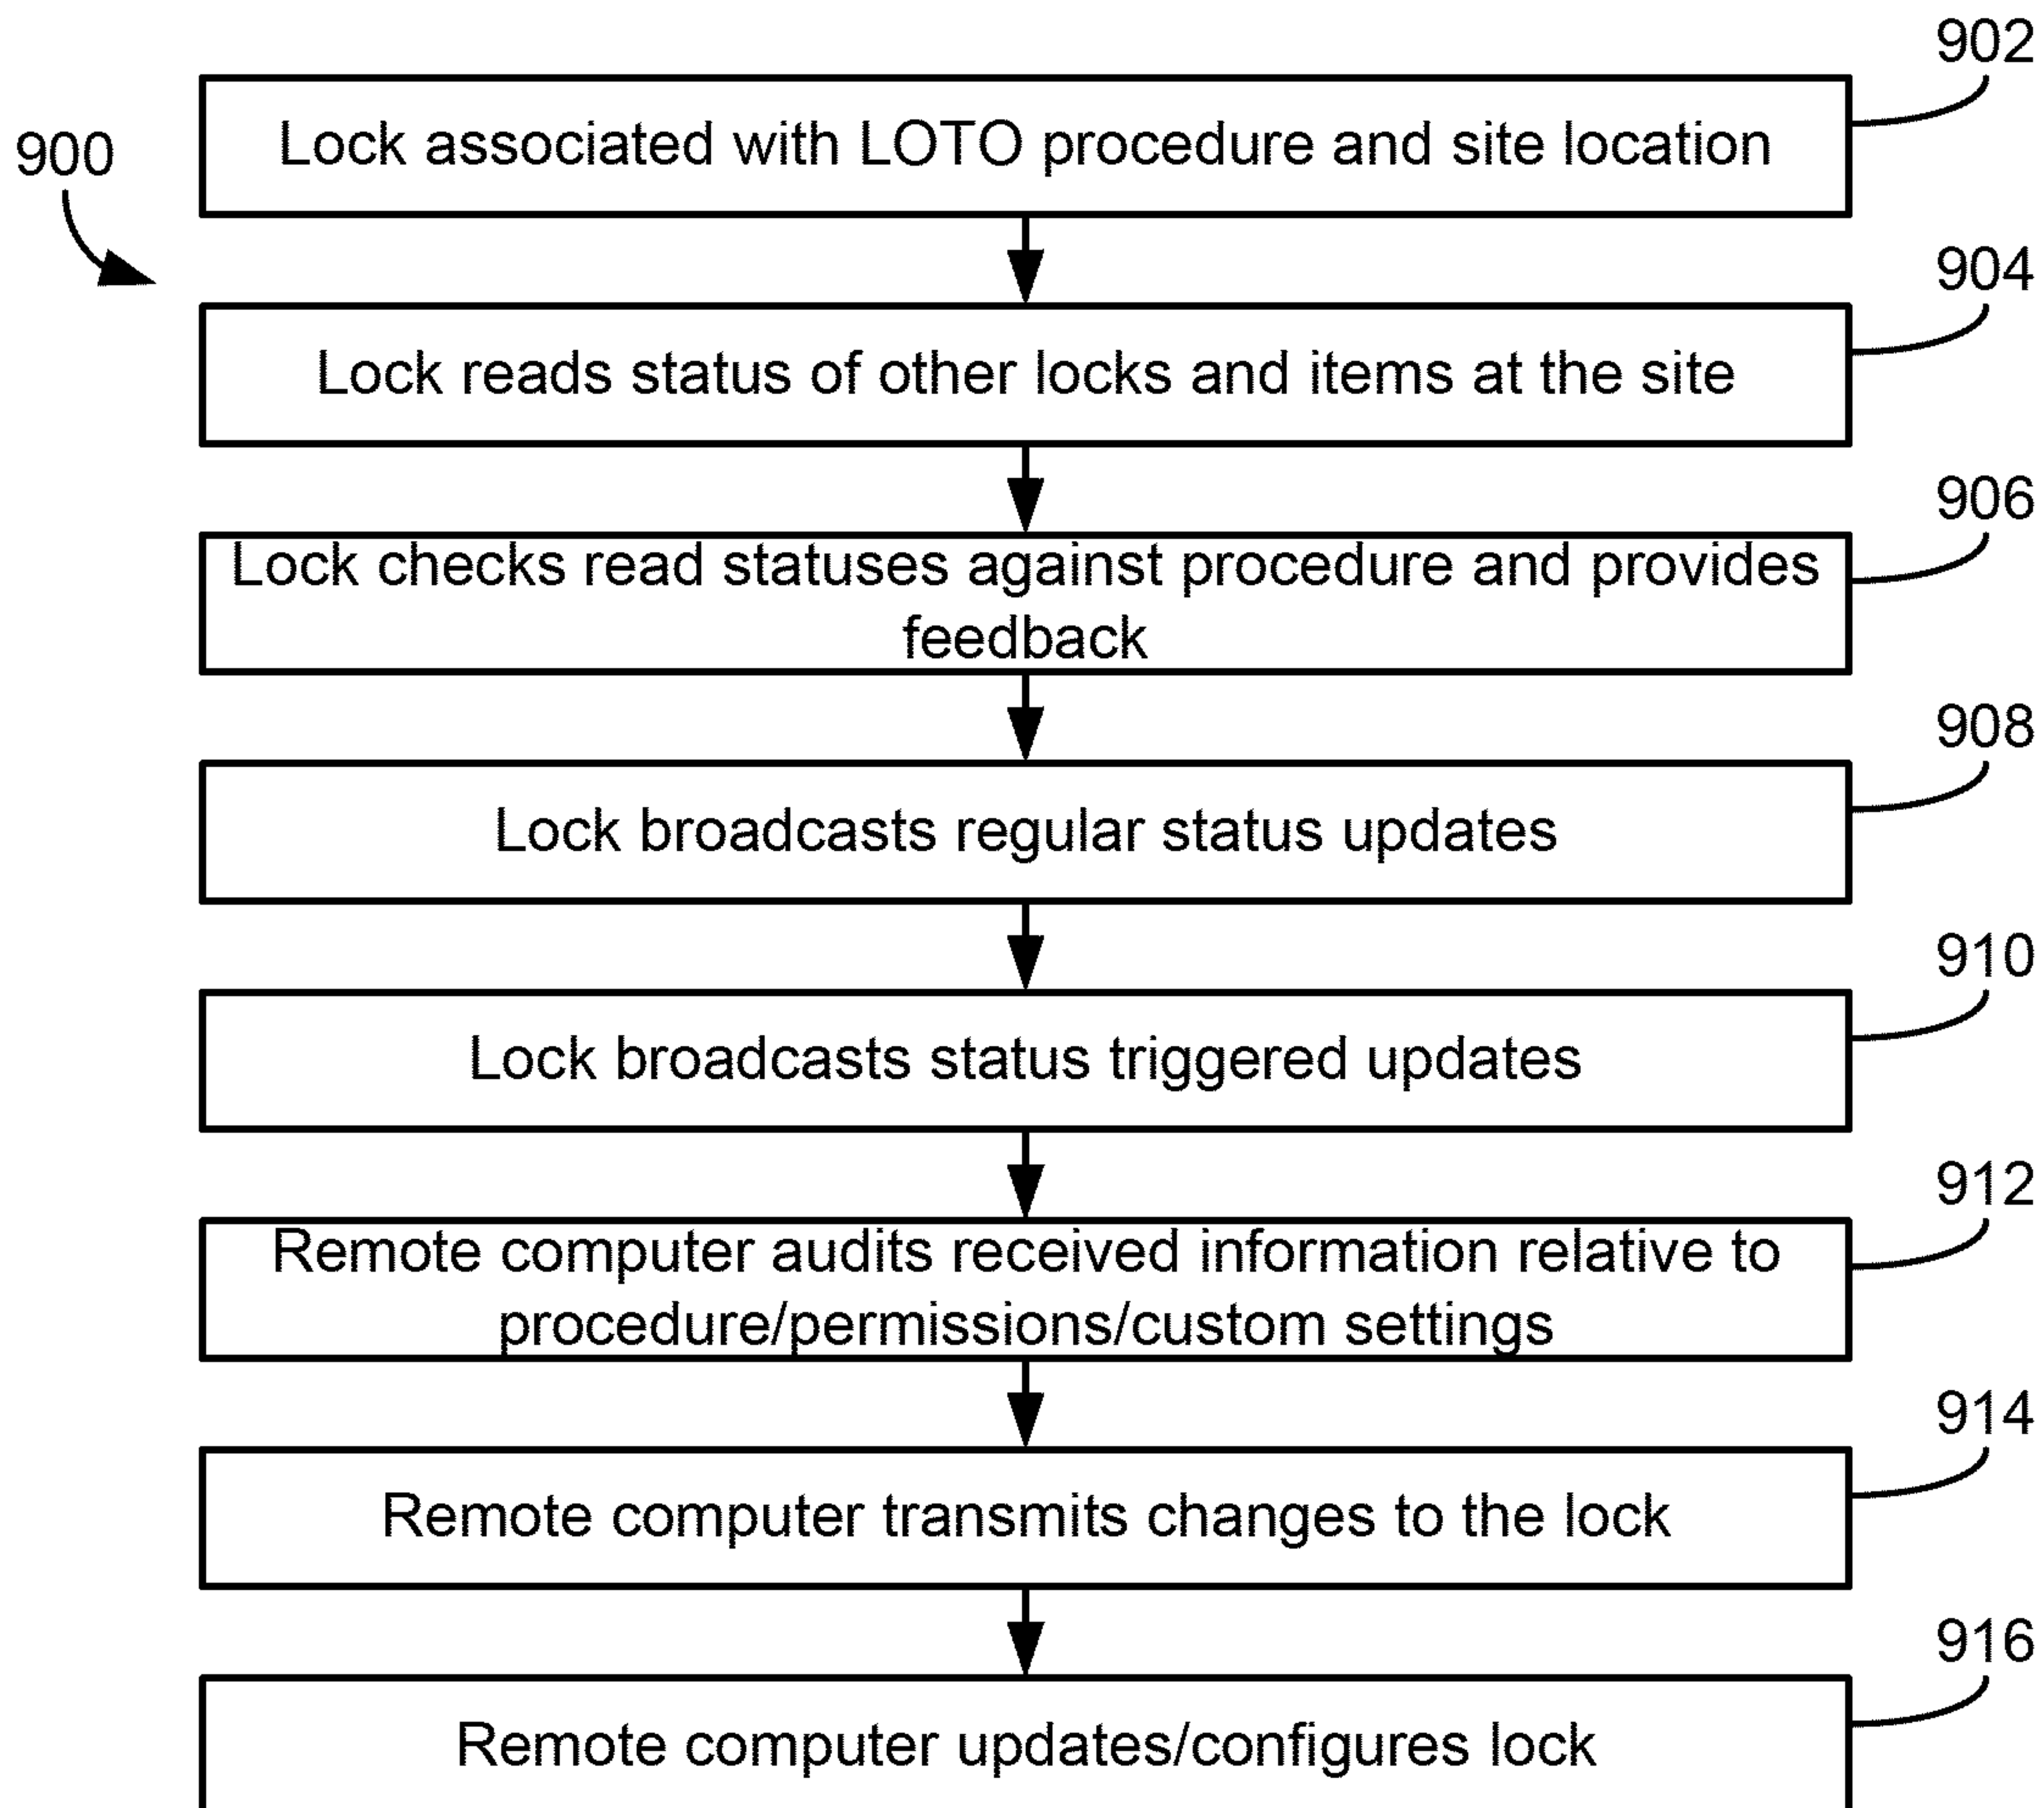 902
Lock associated with LOTO procedure and site location
900
904
Lock reads status of other locks and items at the site
906
Lock checks read statuses against procedure and provides
feedback
908
Lock broadcasts regular status updates
910
Lock broadcasts status triggered updates
912
Remote computer audits received information relative to
procedure/permissions/custom settings
914
Remote computer transmits changes to the lock
916
Remote computer updates/configures lock